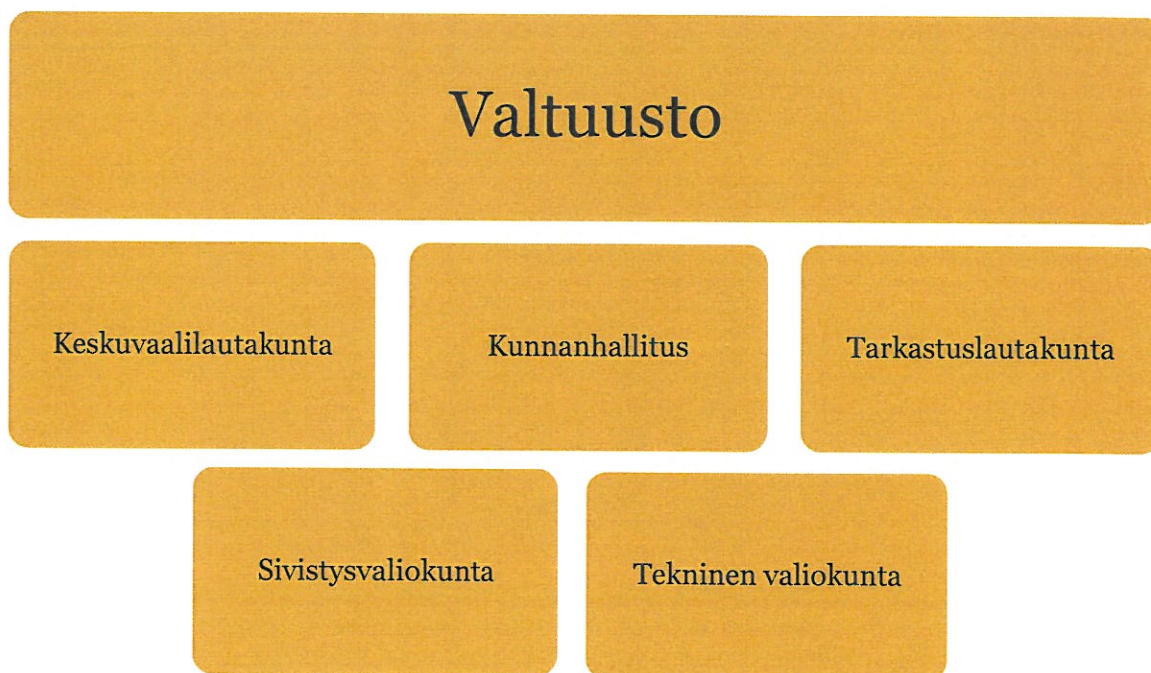 Valtuusto
Keskuvaalilautakunta
Kunnanhallitus
Tarkastuslautakunta
Sivistysvaliokunta
Tekninen valiokunta